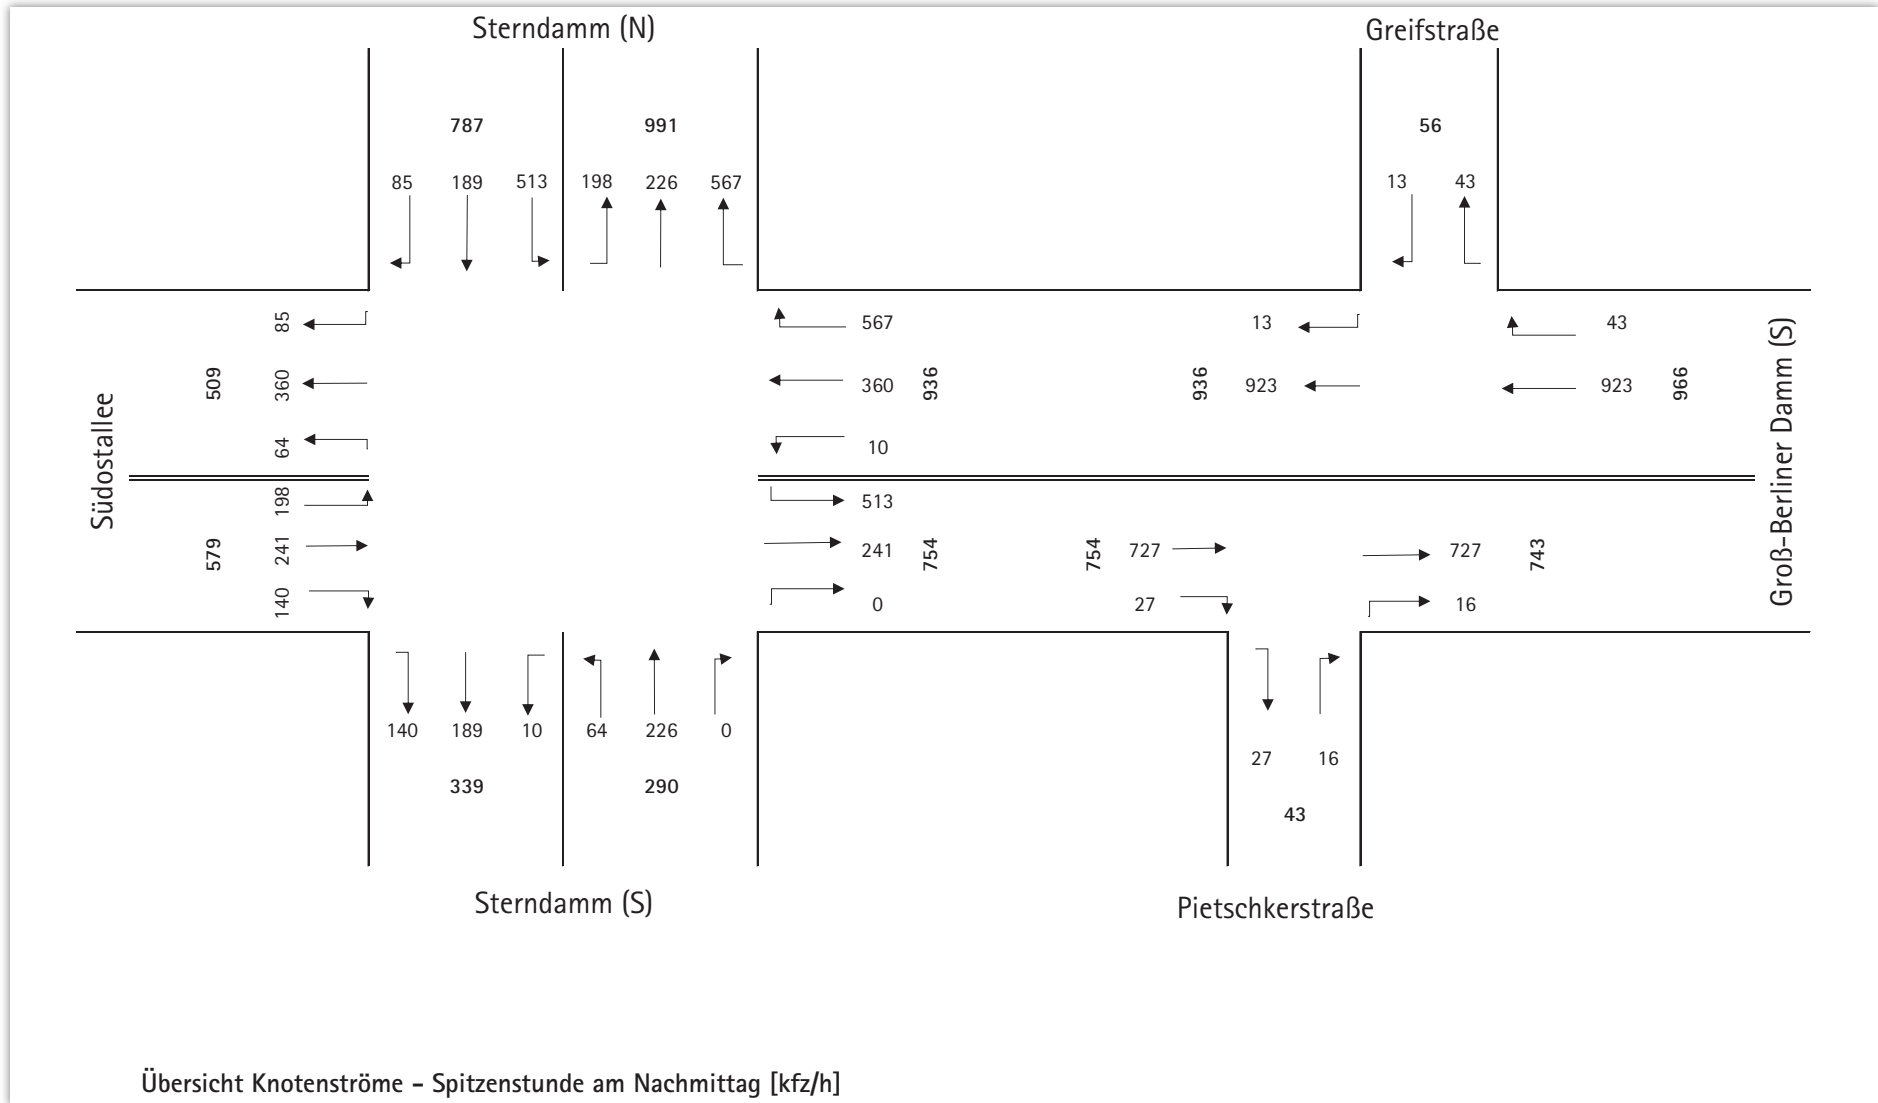 Sterndamm (N)
Greifstraße
787 991 56
85 189 513 198 226 567 13 43
85 567 13 43
509 360 360 936 936 923 923 966
64 10
198 513
579 241 241 754 754 727 727 743
140 0 27 16
Südostallee
Groß-Berliner Damm (S)
140 189 10 64 226 0
27 16
339 290
43
Sterndamm (S)
Pietschkerstraße
Übersicht Knotenströme - Spitzenstunde am Nachmittag [kfz/h]